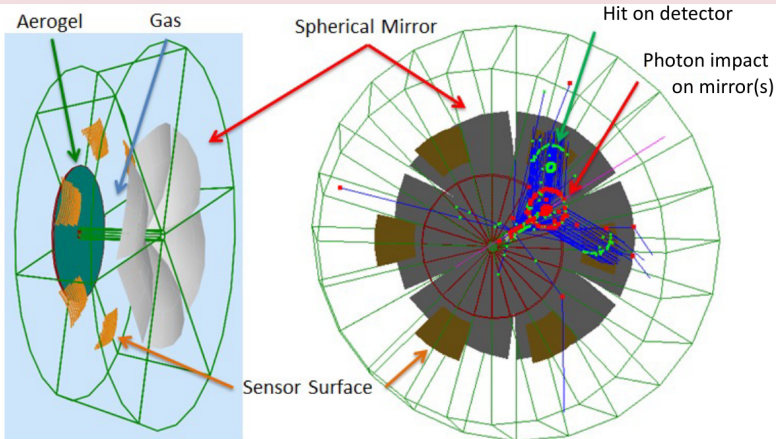 Aerogel
Gas
Spherical Mirror
Hit on detector
Photon impact
on mirror(s)
Sensor Surface